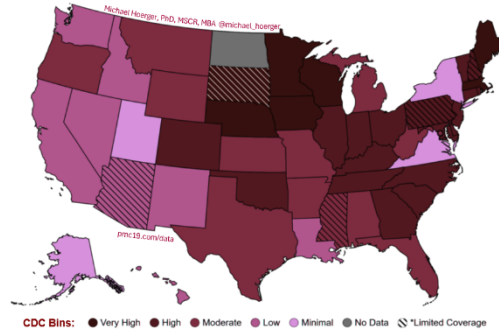 Michael Hoerger, PhD, MSCR, MBA @michael_hoerger
pmc19.com/data
CDC Bins: Very High High Moderate Low Minimal No Data *Limited Coverage